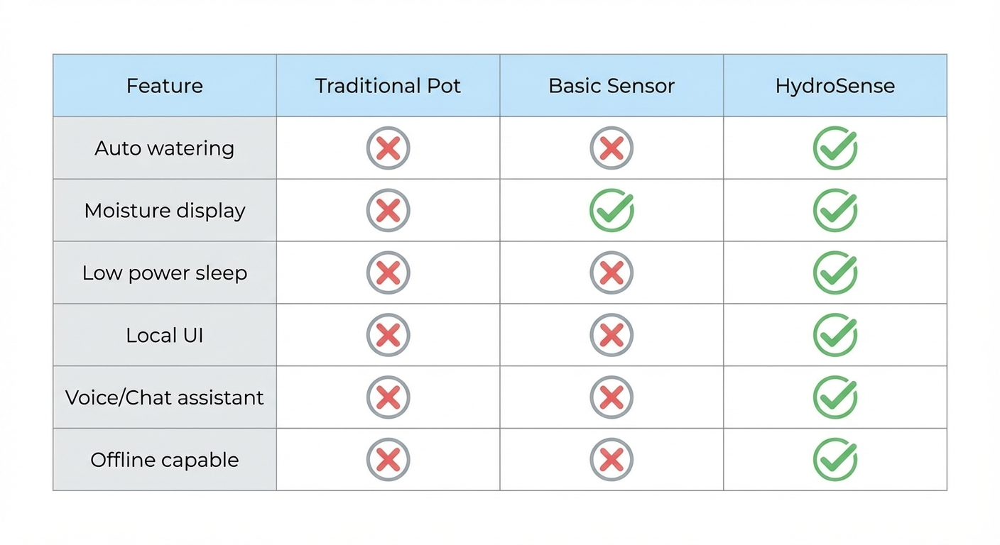 Feature Traditional Pot Basic Sensor HydroSense
Auto watering
Moisture display
Low power sleep
Local UI
Voice/Chat assistant
Offline capable